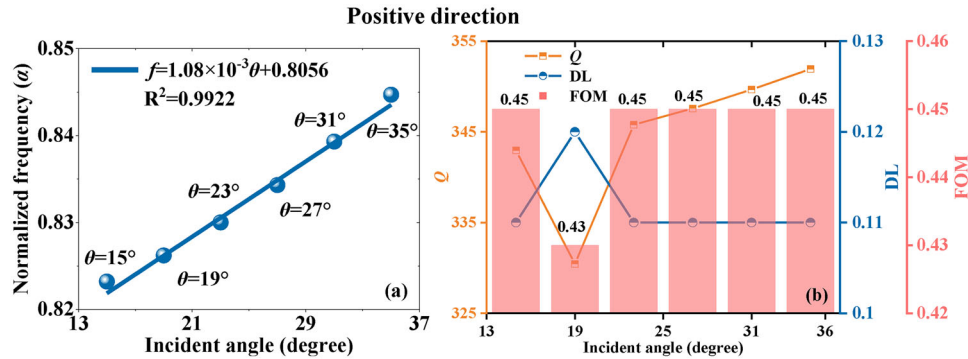 Positive direction
f=1.08×10⁻³θ+0.8056
R²=0.9922
θ=15°
θ=19°
θ=23°
θ=27°
θ=31°
θ=35°
(a)
0.85
0.84
0.83
0.82
13
21
29
37
Normalized frequency (α)
Incident angle (degree)
Q
DL
FOM
0.45
0.43
0.45
0.45
0.45
0.45
(b)
355
345
335
325
Q
13
19
25
31
36
Incident angle (degree)
0.13
0.12
0.11
0.1
DL
0.46
0.45
0.44
0.43
0.42
FOM